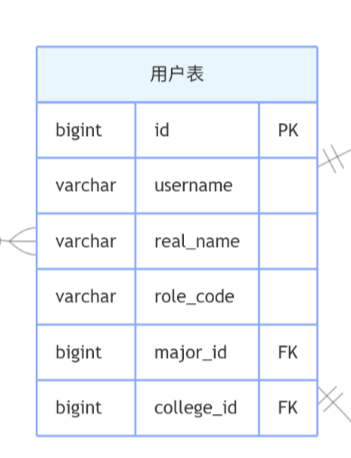 用户表
bigint id PK
varchar username
varchar real_name
varchar role_code
bigint major_id FK
bigint college_id FK